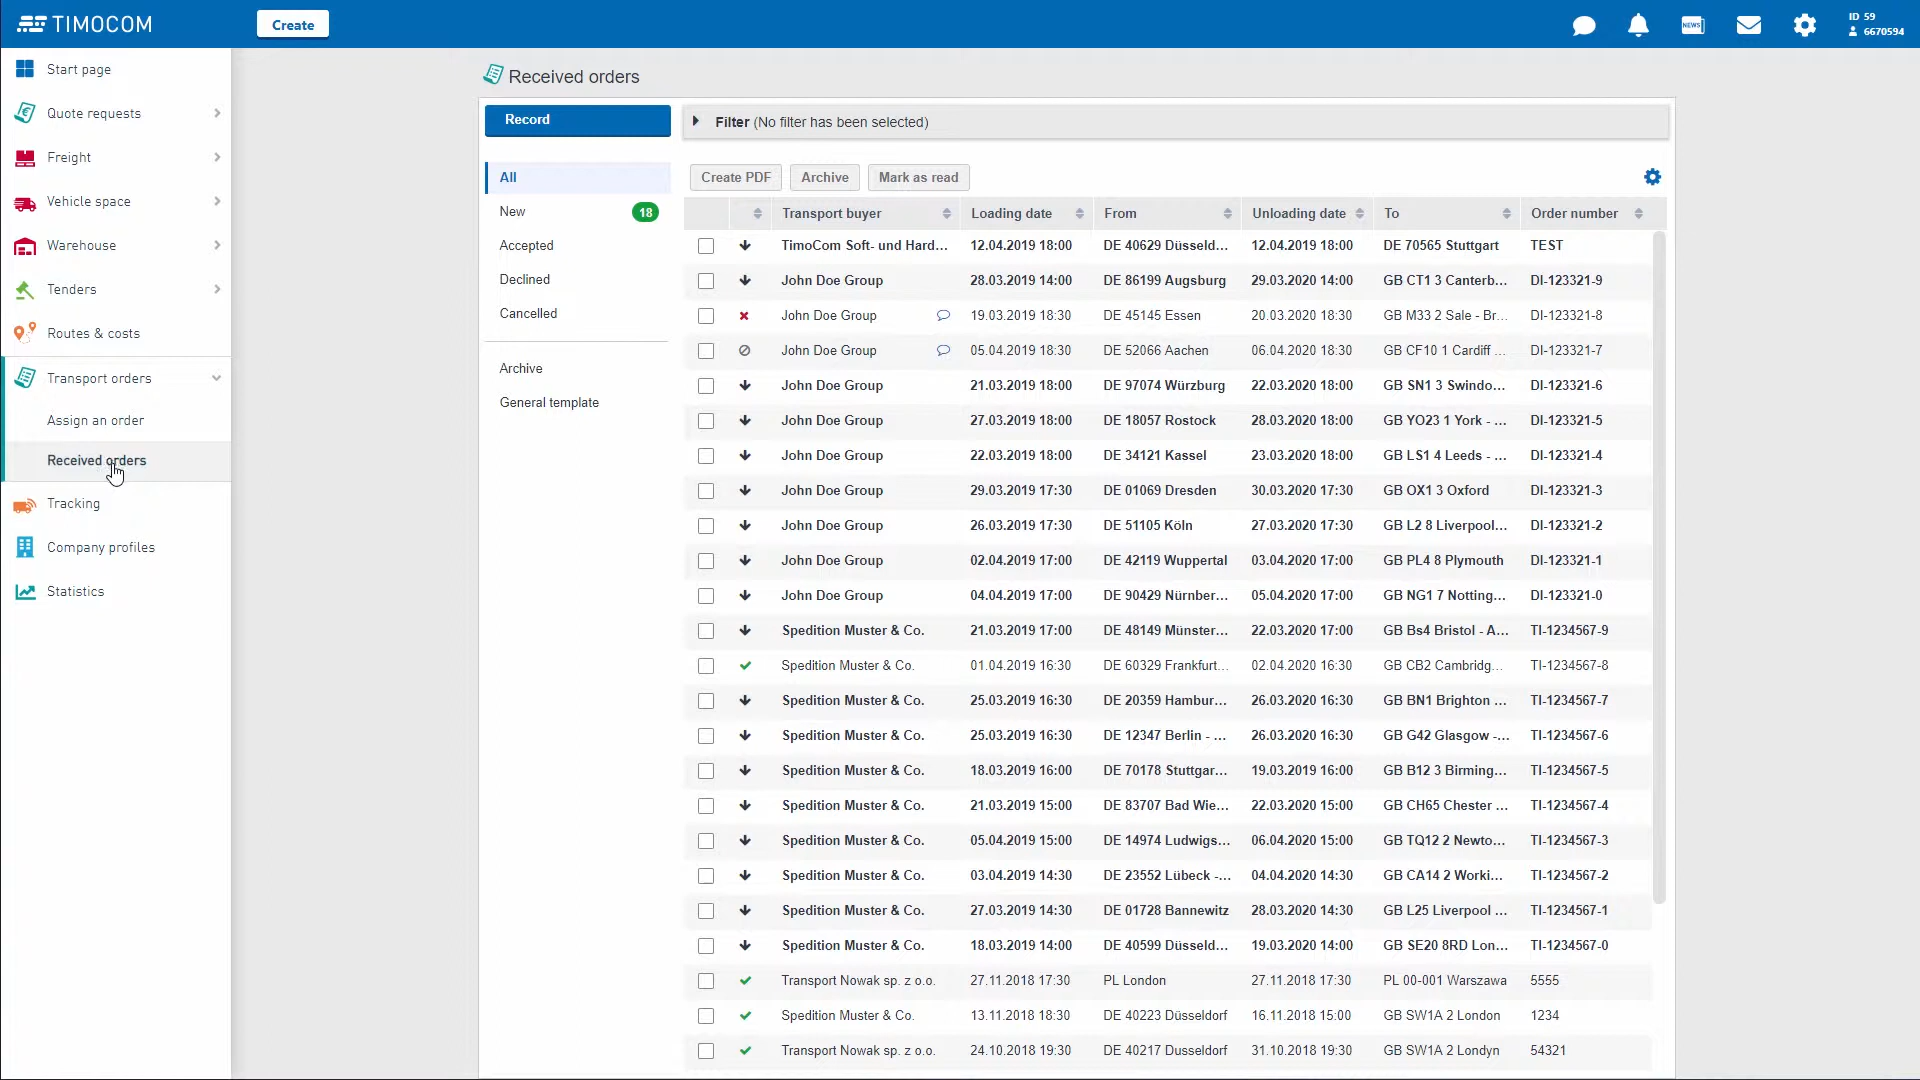 TIMOCOM
Create
NEWS
ID 59
6670594
Start page
Quote requests
Freight
Vehicle space
Warehouse
Tenders
Routes & costs
Transport orders
Assign an order
Received orders
Tracking
Company profiles
Statistics
Received orders
Record
All
New 18
Accepted
Declined
Cancelled
Archive
General template
Filter (No filter has been selected)
Create PDF Archive Mark as read
Transport buyer Loading date From Unloading date To Order number
TimoCom Soft- und Hard... 12.04.2019 18:00 DE 40629 Düsseld... 12.04.2019 18:00 DE 70565 Stuttgart TEST
John Doe Group 28.03.2019 14:00 DE 86199 Augsburg 29.03.2020 14:00 GB CT1 3 Canterb... DI-123321-9
John Doe Group 19.03.2019 18:30 DE 45145 Essen 20.03.2020 18:30 GB M33 2 Sale - Br... DI-123321-8
John Doe Group 05.04.2019 18:30 DE 52066 Aachen 06.04.2020 18:30 GB CF10 1 Cardiff ... DI-123321-7
John Doe Group 21.03.2019 18:00 DE 97074 Würzburg 22.03.2020 18:00 GB SN1 3 Swindo... DI-123321-6
John Doe Group 27.03.2019 18:00 DE 18057 Rostock 28.03.2020 18:00 GB YO23 1 York - ... DI-123321-5
John Doe Group 22.03.2019 18:00 DE 34121 Kassel 23.03.2020 18:00 GB LS1 4 Leeds - ... DI-123321-4
John Doe Group 29.03.2019 17:30 DE 01069 Dresden 30.03.2020 17:30 GB OX1 3 Oxford DI-123321-3
John Doe Group 26.03.2019 17:30 DE 51105 Köln 27.03.2020 17:30 GB L2 8 Liverpool... DI-123321-2
John Doe Group 02.04.2019 17:00 DE 42119 Wuppertal 03.04.2020 17:00 GB PL4 8 Plymouth DI-123321-1
John Doe Group 04.04.2019 17:00 DE 90429 Nürnber... 05.04.2020 17:00 GB NG1 7 Notting... DI-123321-0
Spedition Muster & Co. 21.03.2019 17:00 DE 48149 Münster... 22.03.2020 17:00 GB Bs4 Bristol - A... TI-1234567-9
Spedition Muster & Co. 01.04.2019 16:30 DE 60329 Frankfurt... 02.04.2020 16:30 GB CB2 Cambridg... TI-1234567-8
Spedition Muster & Co. 25.03.2019 16:30 DE 20359 Hambur... 26.03.2020 16:30 GB BN1 Brighton ... TI-1234567-7
Spedition Muster & Co. 25.03.2019 16:30 DE 12347 Berlin - ... 26.03.2020 16:30 GB G42 Glasgow -... TI-1234567-6
Spedition Muster & Co. 18.03.2019 16:00 DE 70178 Stuttgar... 19.03.2020 16:00 GB B12 3 Birming... TI-1234567-5
Spedition Muster & Co. 21.03.2019 15:00 DE 83707 Bad Wie... 22.03.2020 15:00 GB CH65 Chester ... TI-1234567-4
Spedition Muster & Co. 05.04.2019 15:00 DE 14974 Ludwigs... 06.04.2020 15:00 GB TQ12 2 Newto... TI-1234567-3
Spedition Muster & Co. 03.04.2019 14:30 DE 23552 Lübeck -... 04.04.2020 14:30 GB CA14 2 Worki... TI-1234567-2
Spedition Muster & Co. 27.03.2019 14:30 DE 01728 Bannewitz 28.03.2020 14:30 GB L25 Liverpool ... TI-1234567-1
Spedition Muster & Co. 18.03.2019 14:00 DE 40599 Düsseld... 19.03.2020 14:00 GB SE20 8RD Lon... TI-1234567-0
Transport Nowak sp. z o.o. 27.11.2018 17:30 PL London 27.11.2018 17:30 PL 00-001 Warszawa 5555
Spedition Muster & Co. 13.11.2018 18:30 DE 40223 Düsseldorf 16.11.2018 15:00 GB SW1A 2 London 1234
Transport Nowak sp. z o.o. 24.10.2018 19:30 DE 40217 Dusseldorf 31.10.2018 19:30 GB SW1A 2 Londyn 54321